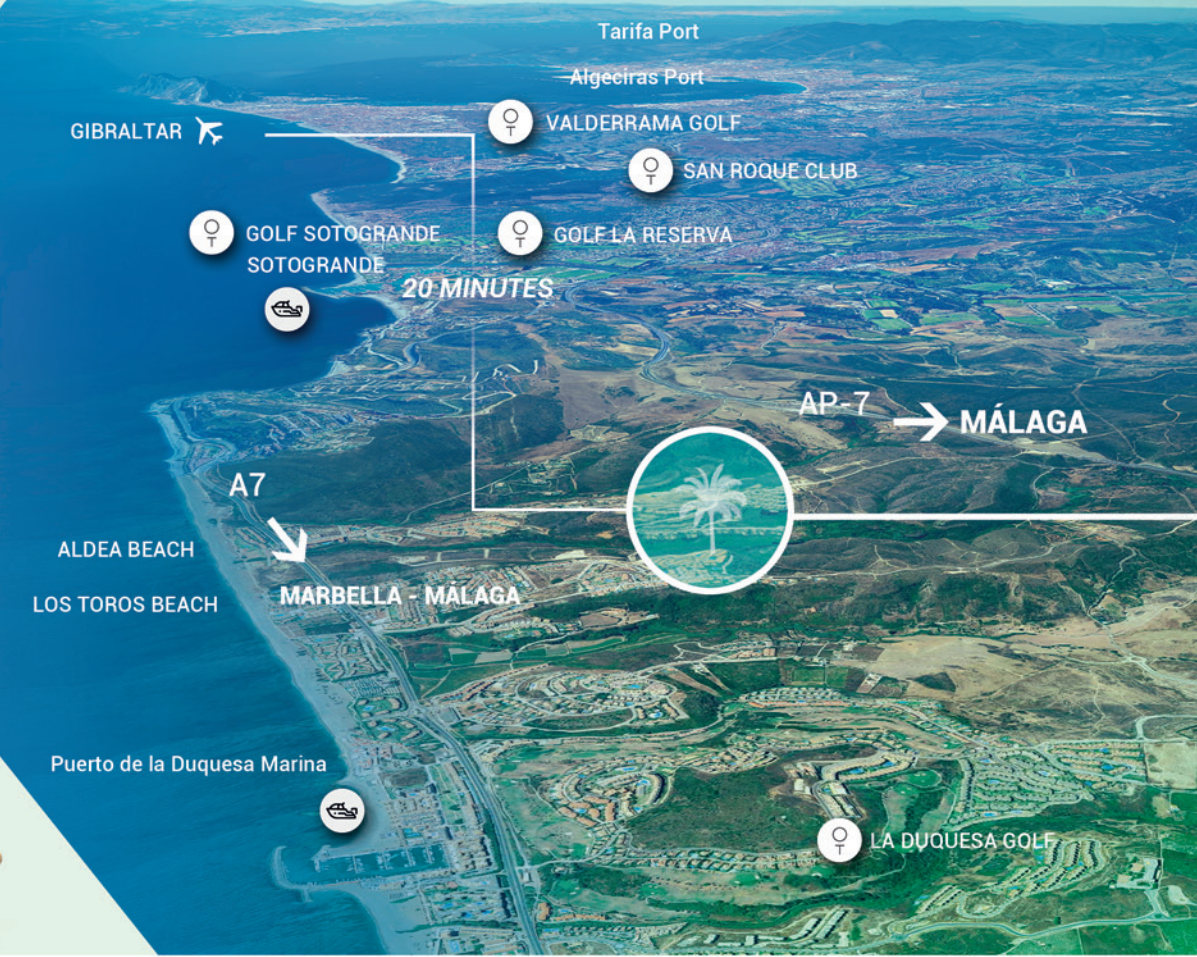 Tarifa Port
Algeciras Port
GIBRALTAR
VALDERRAMA GOLF
SAN ROQUE CLUB
GOLF SOTOGRANDE
SOTOGRANDE
GOLF LA RESERVA
20 MINUTES
AP-7
MÁLAGA
A7
ALDEA BEACH
MARBELLA - MÁLAGA
LOS TOROS BEACH
Puerto de la Duquesa Marina
LA DUQUESA GOLF